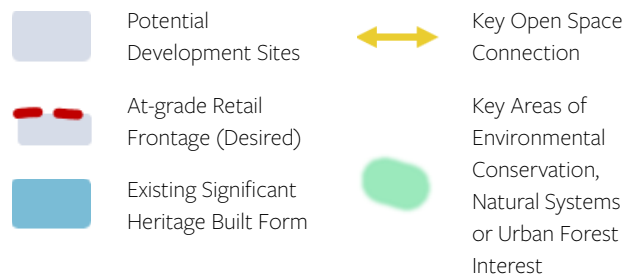 Potential
Development Sites
At-grade Retail
Frontage (Desired)
Existing Significant
Heritage Built Form
Key Open Space
Connection
Key Areas of
Environmental
Conservation,
Natural Systems
or Urban Forest
Interest